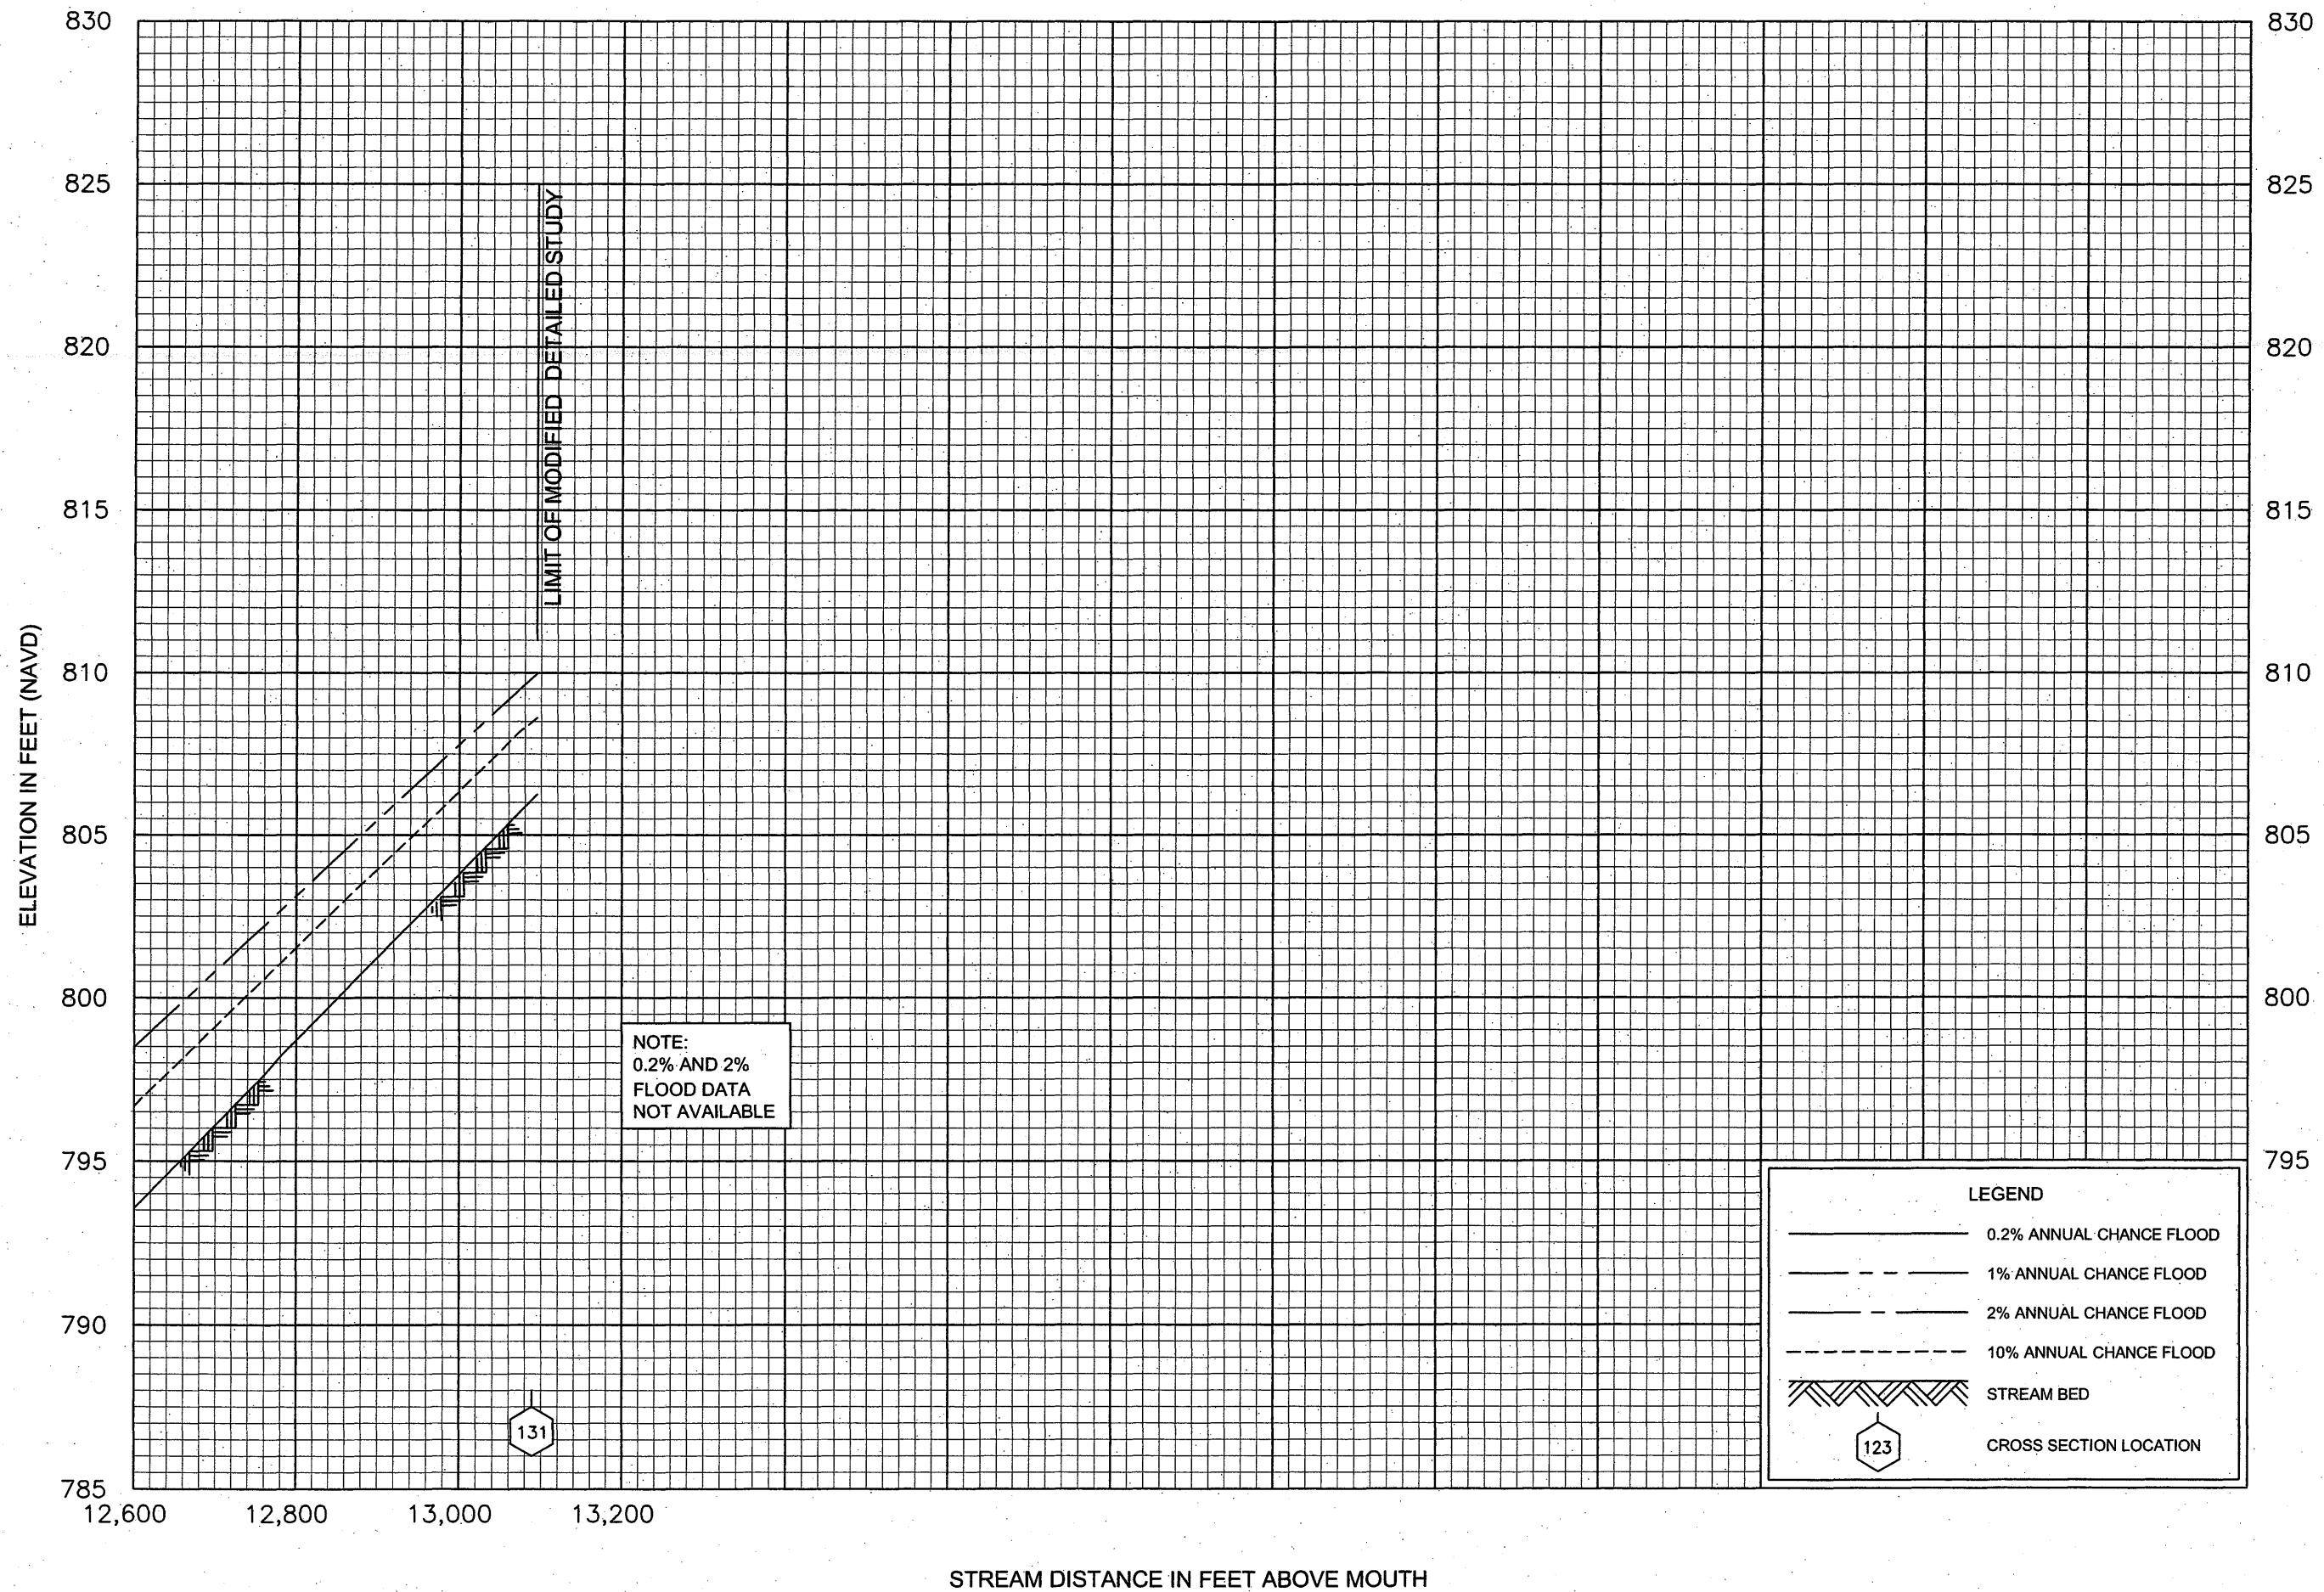 830
825
820
815
810
805
800
795
790
785
ELEVATION IN FEET (NAVD)
830
825
820
815
810
805
800
795
LIMIT OF MODIFIED DETAILED STUDY
NOTE:
0.2% AND 2%
FLOOD DATA
NOT AVAILABLE
131
LEGEND
0.2% ANNUAL CHANCE FLOOD
1% ANNUAL CHANCE FLOOD
2% ANNUAL CHANCE FLOOD
10% ANNUAL CHANCE FLOOD
STREAM BED
123 CROSS SECTION LOCATION
12,600 12,800 13,000 13,200
STREAM DISTANCE IN FEET ABOVE MOUTH